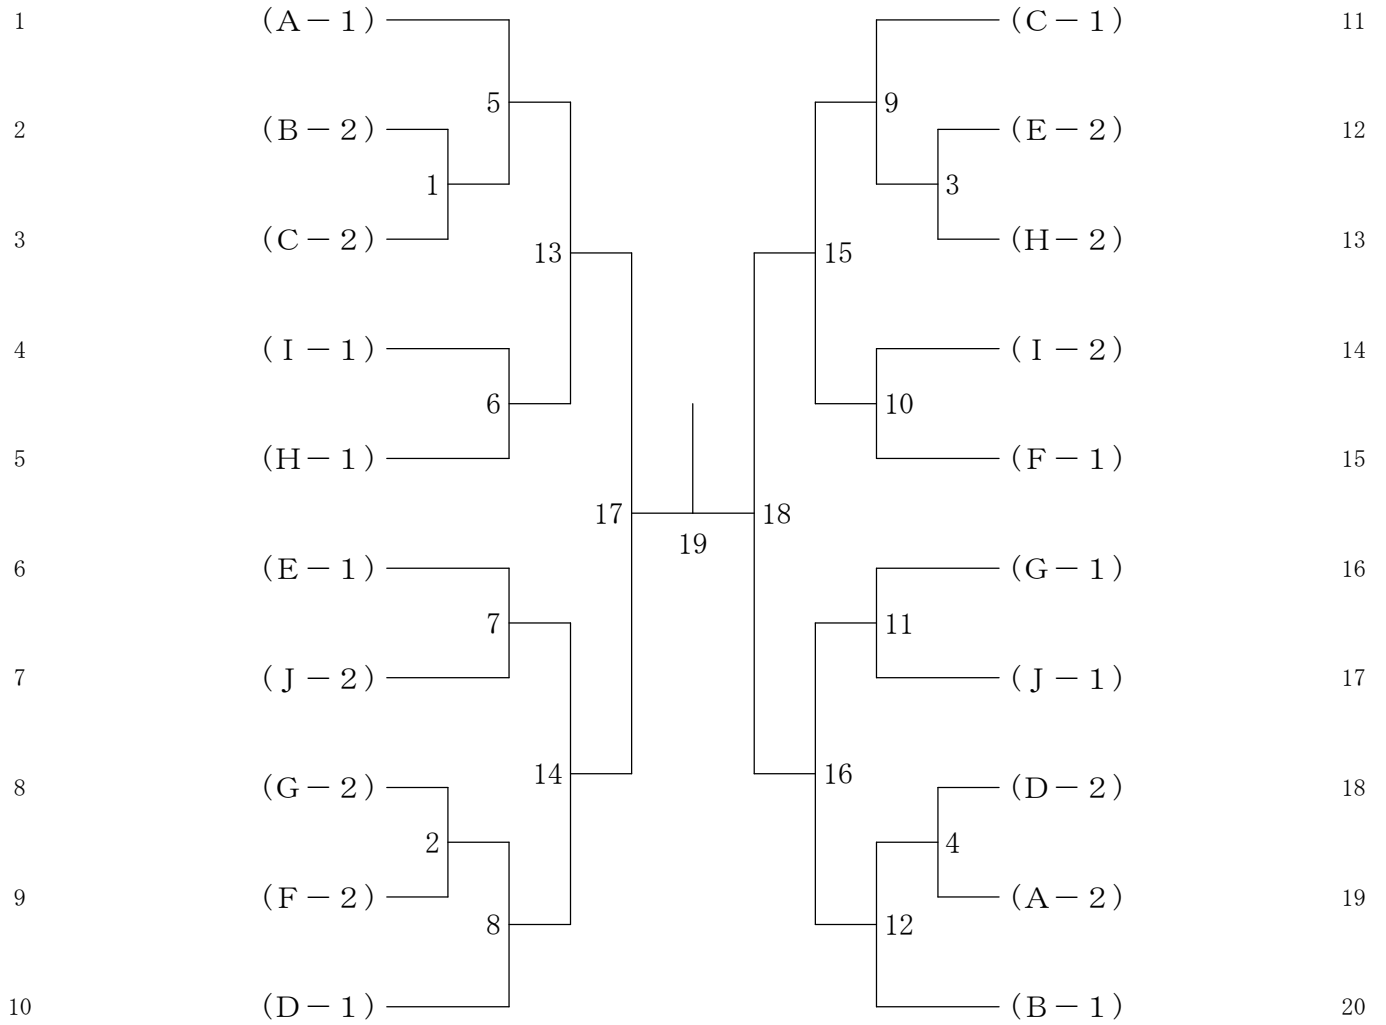 1 （Ａ－１） （Ｃ－１） 11
5 9
2 （Ｂ－２） （Ｅ－２） 12
1 3
3 （Ｃ－２） （Ｈ－２） 13
13 15
4 （Ｉ－１） （Ｉ－２） 14
6 10
5 （Ｈ－１） （Ｆ－１） 15
17 18
19
6 （Ｅ－１） （Ｇ－１） 16
7 11
7 （Ｊ－２） （Ｊ－１） 17
14 16
8 （Ｇ－２） （Ｄ－２） 18
2 4
9 （Ｆ－２） （Ａ－２） 19
8 12
10 （Ｄ－１） （Ｂ－１） 20